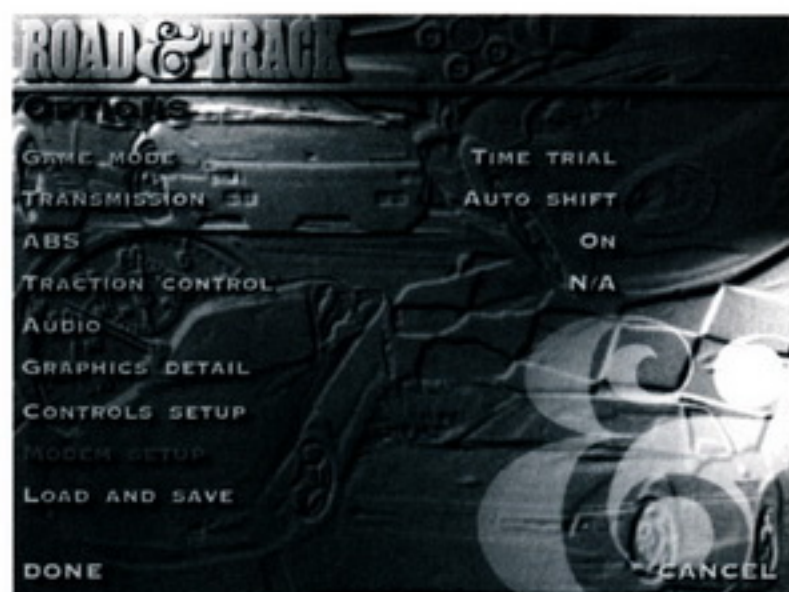 ROAD & TRACK
OPTIONS
GAME MODE TIME TRIAL
TRANSMISSION AUTO SHIFT
ABS ON
TRACTION CONTROL N/A
AUDIO
GRAPHICS DETAIL
CONTROLS SETUP
MODEM SETUP
LOAD AND SAVE
DONE CANCEL